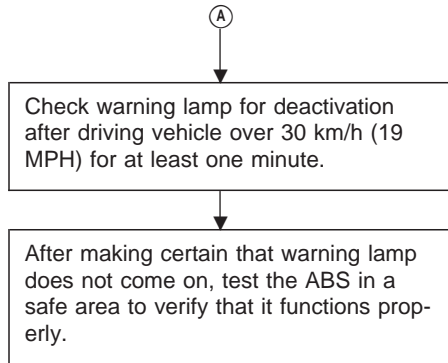 A
Check warning lamp for deactivation
after driving vehicle over 30 km/h (19
MPH) for at least one minute.
After making certain that warning lamp
does not come on, test the ABS in a
safe area to verify that it functions prop-
erly.